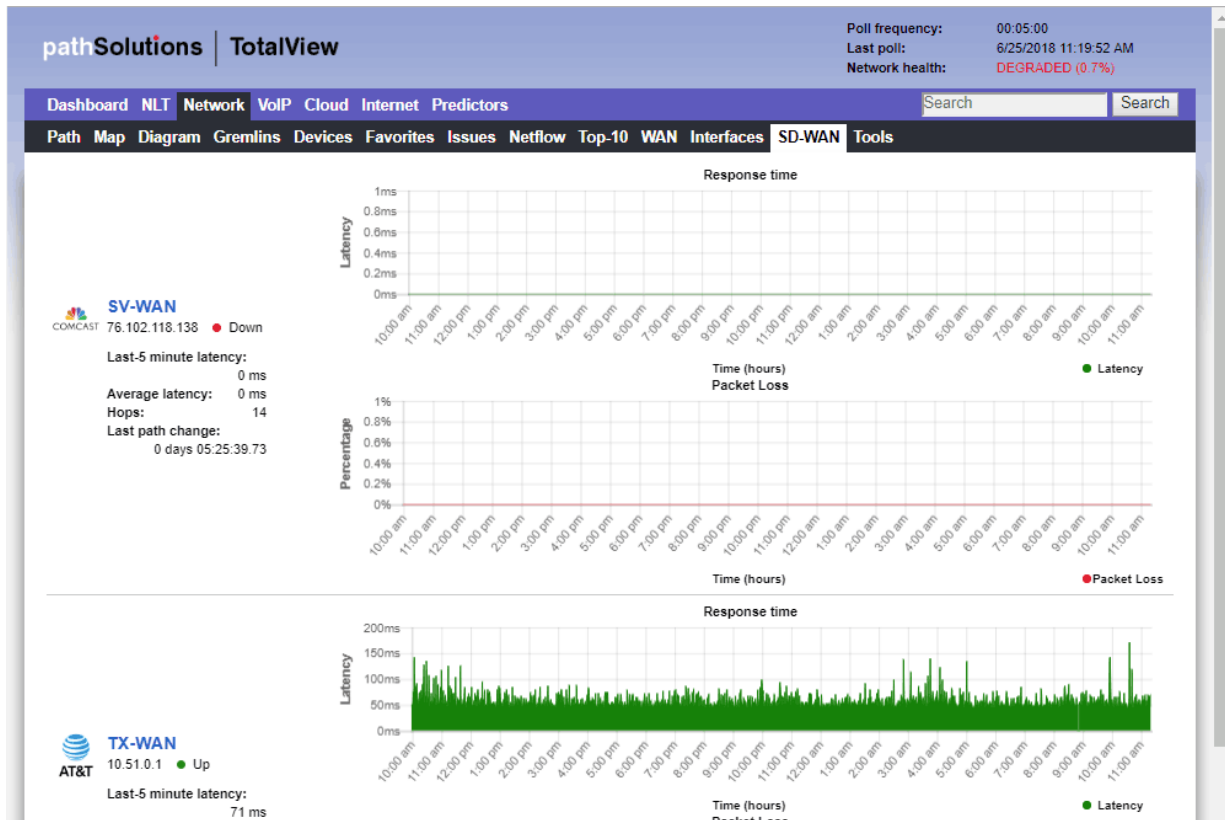 pathSolutions | TotalView
Poll frequency: 00:05:00
Last poll: 6/25/2018 11:19:52 AM
Network health: DEGRADED (0.7%)
Dashboard NLT Network VoIP Cloud Internet Predictors Search Search
Path Map Diagram Gremlins Devices Favorites Issues Netflow Top-10 WAN Interfaces SD-WAN Tools
Response time
1ms
0.8ms
0.6ms
0.4ms
0.2ms
0ms
Latency
10:00 am 11:00 am 12:00 pm 1:00 pm 2:00 pm 3:00 pm 4:00 pm 5:00 pm 6:00 pm 7:00 pm 8:00 pm 9:00 pm 10:00 pm 11:00 pm 12:00 am 1:00 am 2:00 am 3:00 am 4:00 am 5:00 am 6:00 am 7:00 am 8:00 am 9:00 am 10:00 am 11:00 am
Time (hours)
Latency
COMCAST
SV-WAN
76.102.118.138 Down
Last-5 minute latency:
0 ms
Average latency: 0 ms
Hops: 14
Last path change:
0 days 05:25:39.73
Packet Loss
1%
0.8%
0.6%
0.4%
0.2%
0%
Percentage
10:00 am 11:00 am 12:00 pm 1:00 pm 2:00 pm 3:00 pm 4:00 pm 5:00 pm 6:00 pm 7:00 pm 8:00 pm 9:00 pm 10:00 pm 11:00 pm 12:00 am 1:00 am 2:00 am 3:00 am 4:00 am 5:00 am 6:00 am 7:00 am 8:00 am 9:00 am 10:00 am 11:00 am
Time (hours)
Packet Loss
Response time
200ms
150ms
100ms
50ms
0ms
Latency
10:00 am 11:00 am 12:00 pm 1:00 pm 2:00 pm 3:00 pm 4:00 pm 5:00 pm 6:00 pm 7:00 pm 8:00 pm 9:00 pm 10:00 pm 11:00 pm 12:00 am 1:00 am 2:00 am 3:00 am 4:00 am 5:00 am 6:00 am 7:00 am 8:00 am 9:00 am 10:00 am 11:00 am
Time (hours)
Latency
AT&T
TX-WAN
10.51.0.1 Up
Last-5 minute latency:
71 ms
Packet Loss